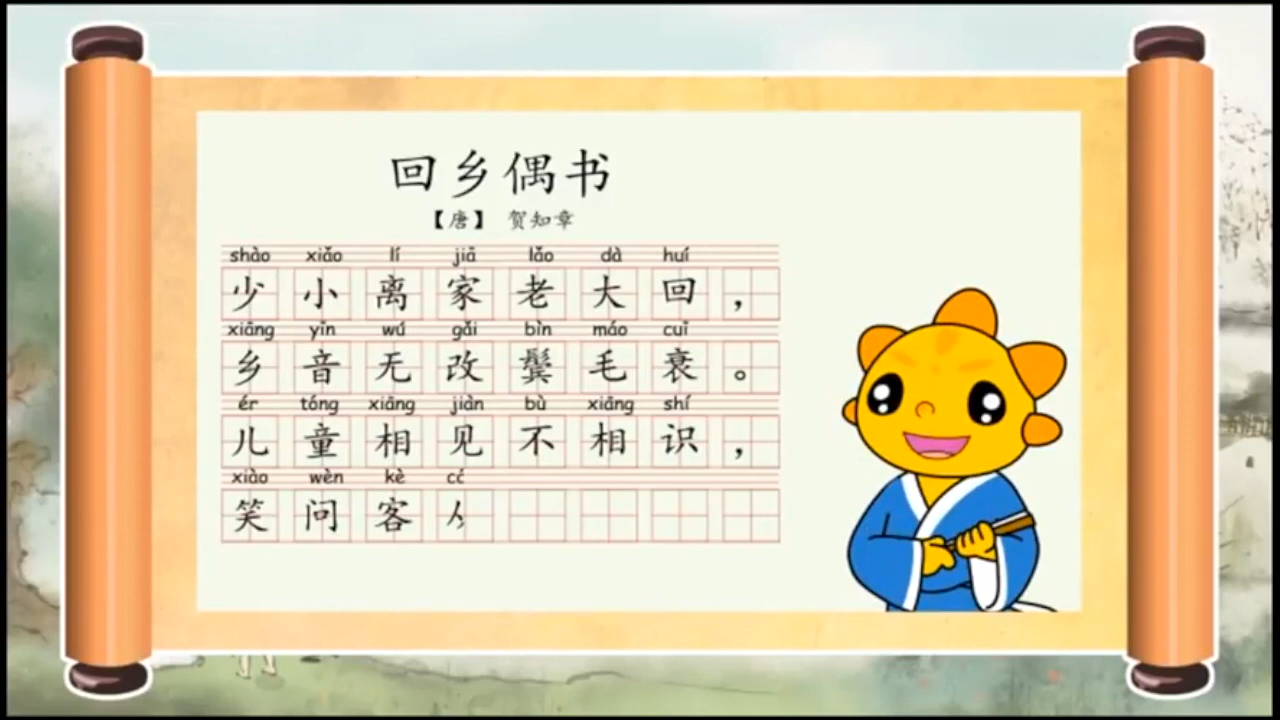 回乡偶书
【唐】 贺知章
shào xiǎo lí jiā lǎo dà huí
少小离家老大回，
xiāng yīn wú gǎi bìn máo cuī
乡音无改鬓毛衰。
ér tóng xiāng jiàn bù xiāng shí
儿童相见不相识，
xiào wèn kè
笑问客